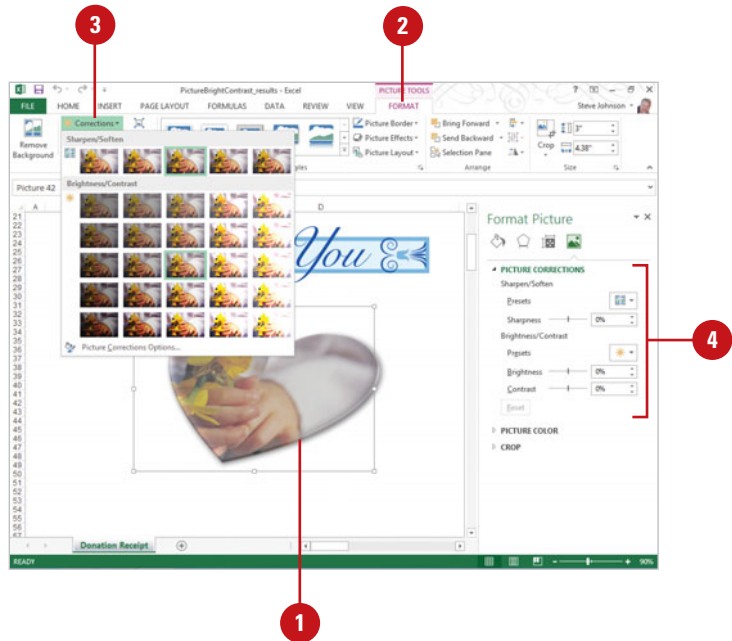 3
2
PictureBrightContrast_results - Excel
PICTURE TOOLS
?
FILE HOME INSERT PAGE LAYOUT FORMULAS DATA REVIEW VIEW FORMAT
Steve Johnson
Remove Background
Corrections
Picture Border
Picture Effects
Picture Layout
Bring Forward
Send Backward
Selection Pane
Arrange
Crop
3"
4.38"
Size
Sharpen/Soften
Brightness/Contrast
Picture Corrections Options...
Picture 42
A
D
21
22
23
24
25
26
27
28
29
30
31
32
33
34
35
36
37
38
39
40
41
42
43
44
45
46
47
48
49
50
51
52
53
54
55
56
57
You
Format Picture
PICTURE CORRECTIONS
Sharpen/Soften
Presets
Sharpness 0%
Brightness/Contrast
Presets
Brightness 0%
Contrast 0%
Reset
PICTURE COLOR
CROP
4
Donation Receipt
READY
90%
1